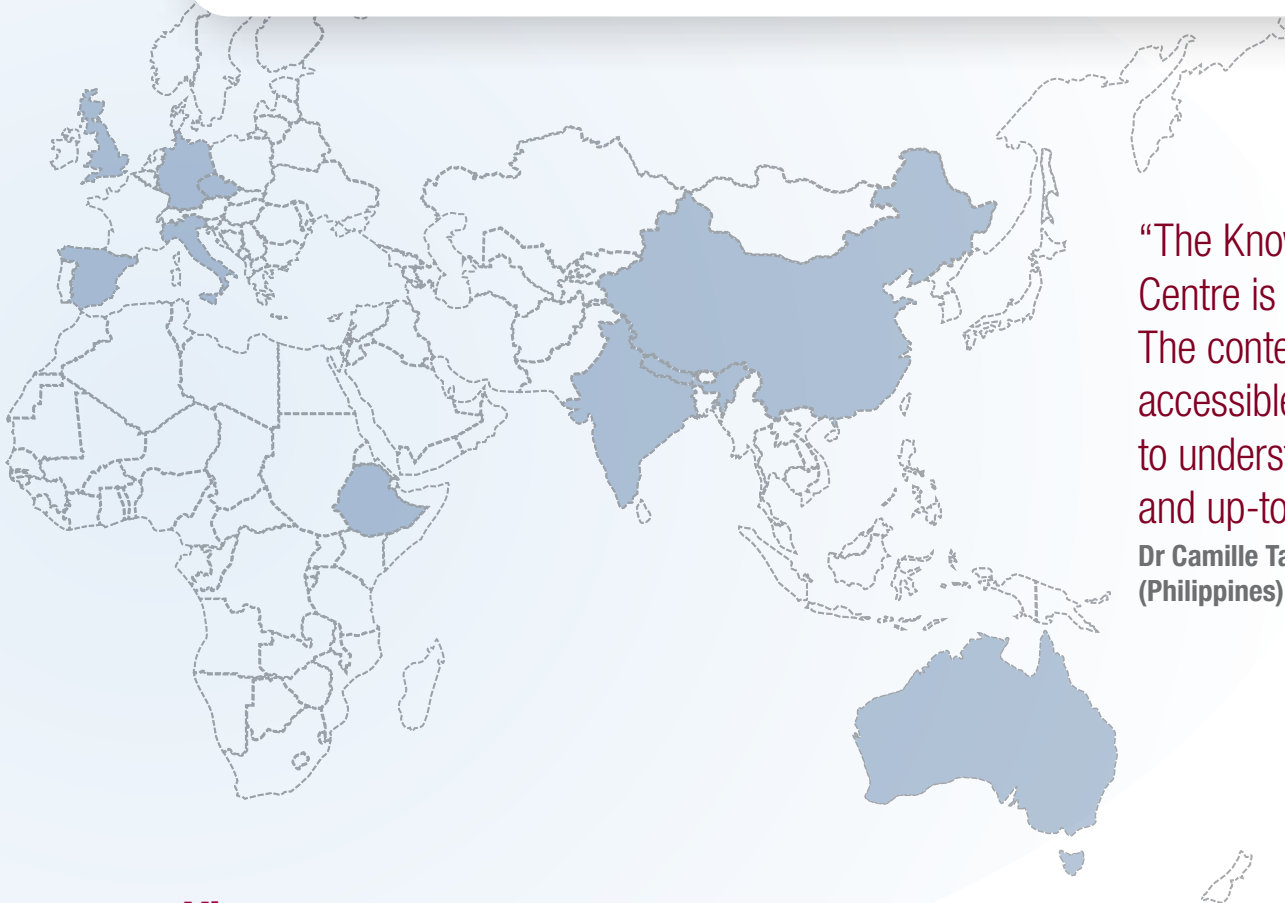 “The Know
Centre is
The conte
accessible
to underst
and up-to
Dr Camille Ta
(Philippines)